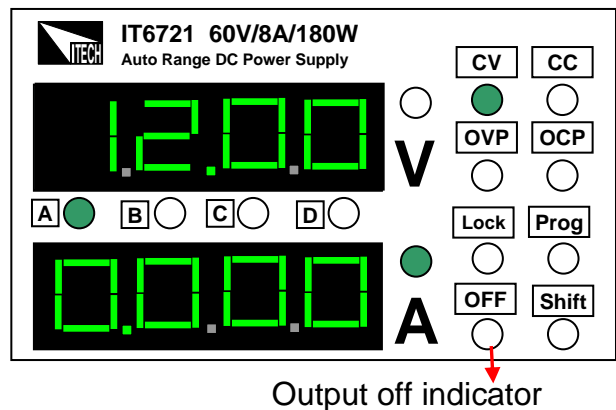 ITECH
IT6721 60V/8A/180W
Auto Range DC Power Supply
CV CC
12.00
V
OVP OCP
A B C D
Lock Prog
0.000
A
OFF Shift
Output off indicator